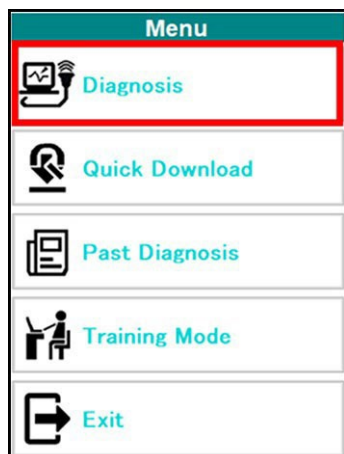 Menu
Diagnosis
Quick Download
Past Diagnosis
Training Mode
Exit